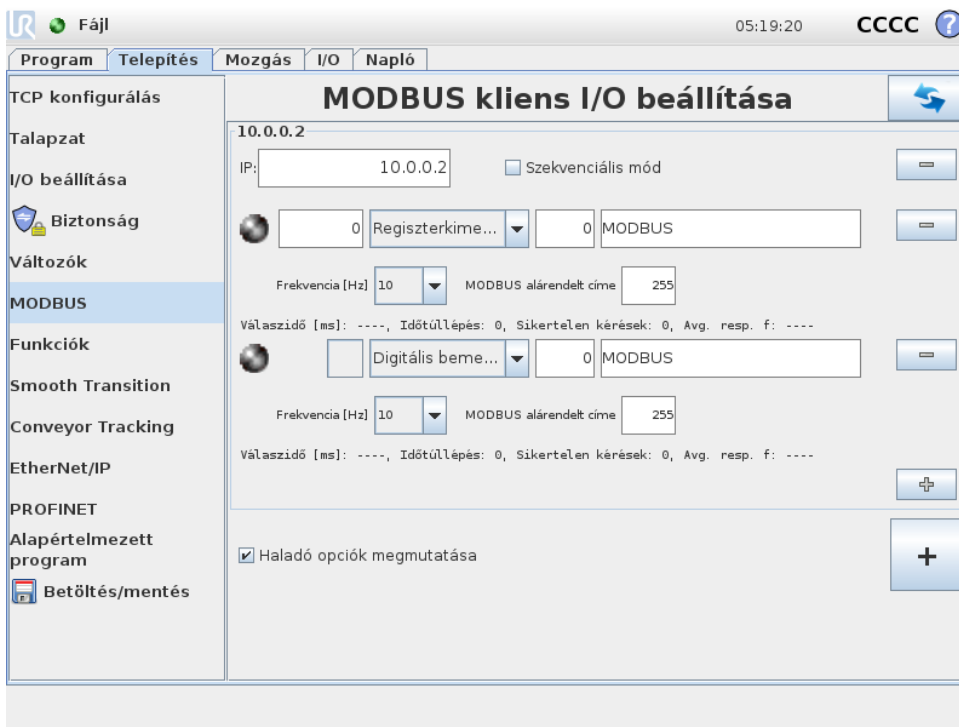 UR Fájl 05:19:20 CCCC ?
Program Telepítés Mozgás I/O Napló
TCP konfigurálás
Talapzat
I/O beállítása
Biztonság
Változók
MODBUS
Funkciók
Smooth Transition
Conveyor Tracking
EtherNet/IP
PROFINET
Alapértelmezett
program
Betöltés/mentés
MODBUS kliens I/O beállítása
10.0.0.2
IP: 10.0.0.2 Szekvenciális mód
0 Regiszterkime... 0 MODBUS
Frekvencia [Hz] 10 MODBUS alárendelt címe 255
Válaszidő [ms]: ----, Időtúllépés: 0, Sikertelen kérések: 0, Avg. resp. f: ----
Digitális beme... 0 MODBUS
Frekvencia [Hz] 10 MODBUS alárendelt címe 255
Válaszidő [ms]: ----, Időtúllépés: 0, Sikertelen kérések: 0, Avg. resp. f: ----
Haladó opciók megmutatása